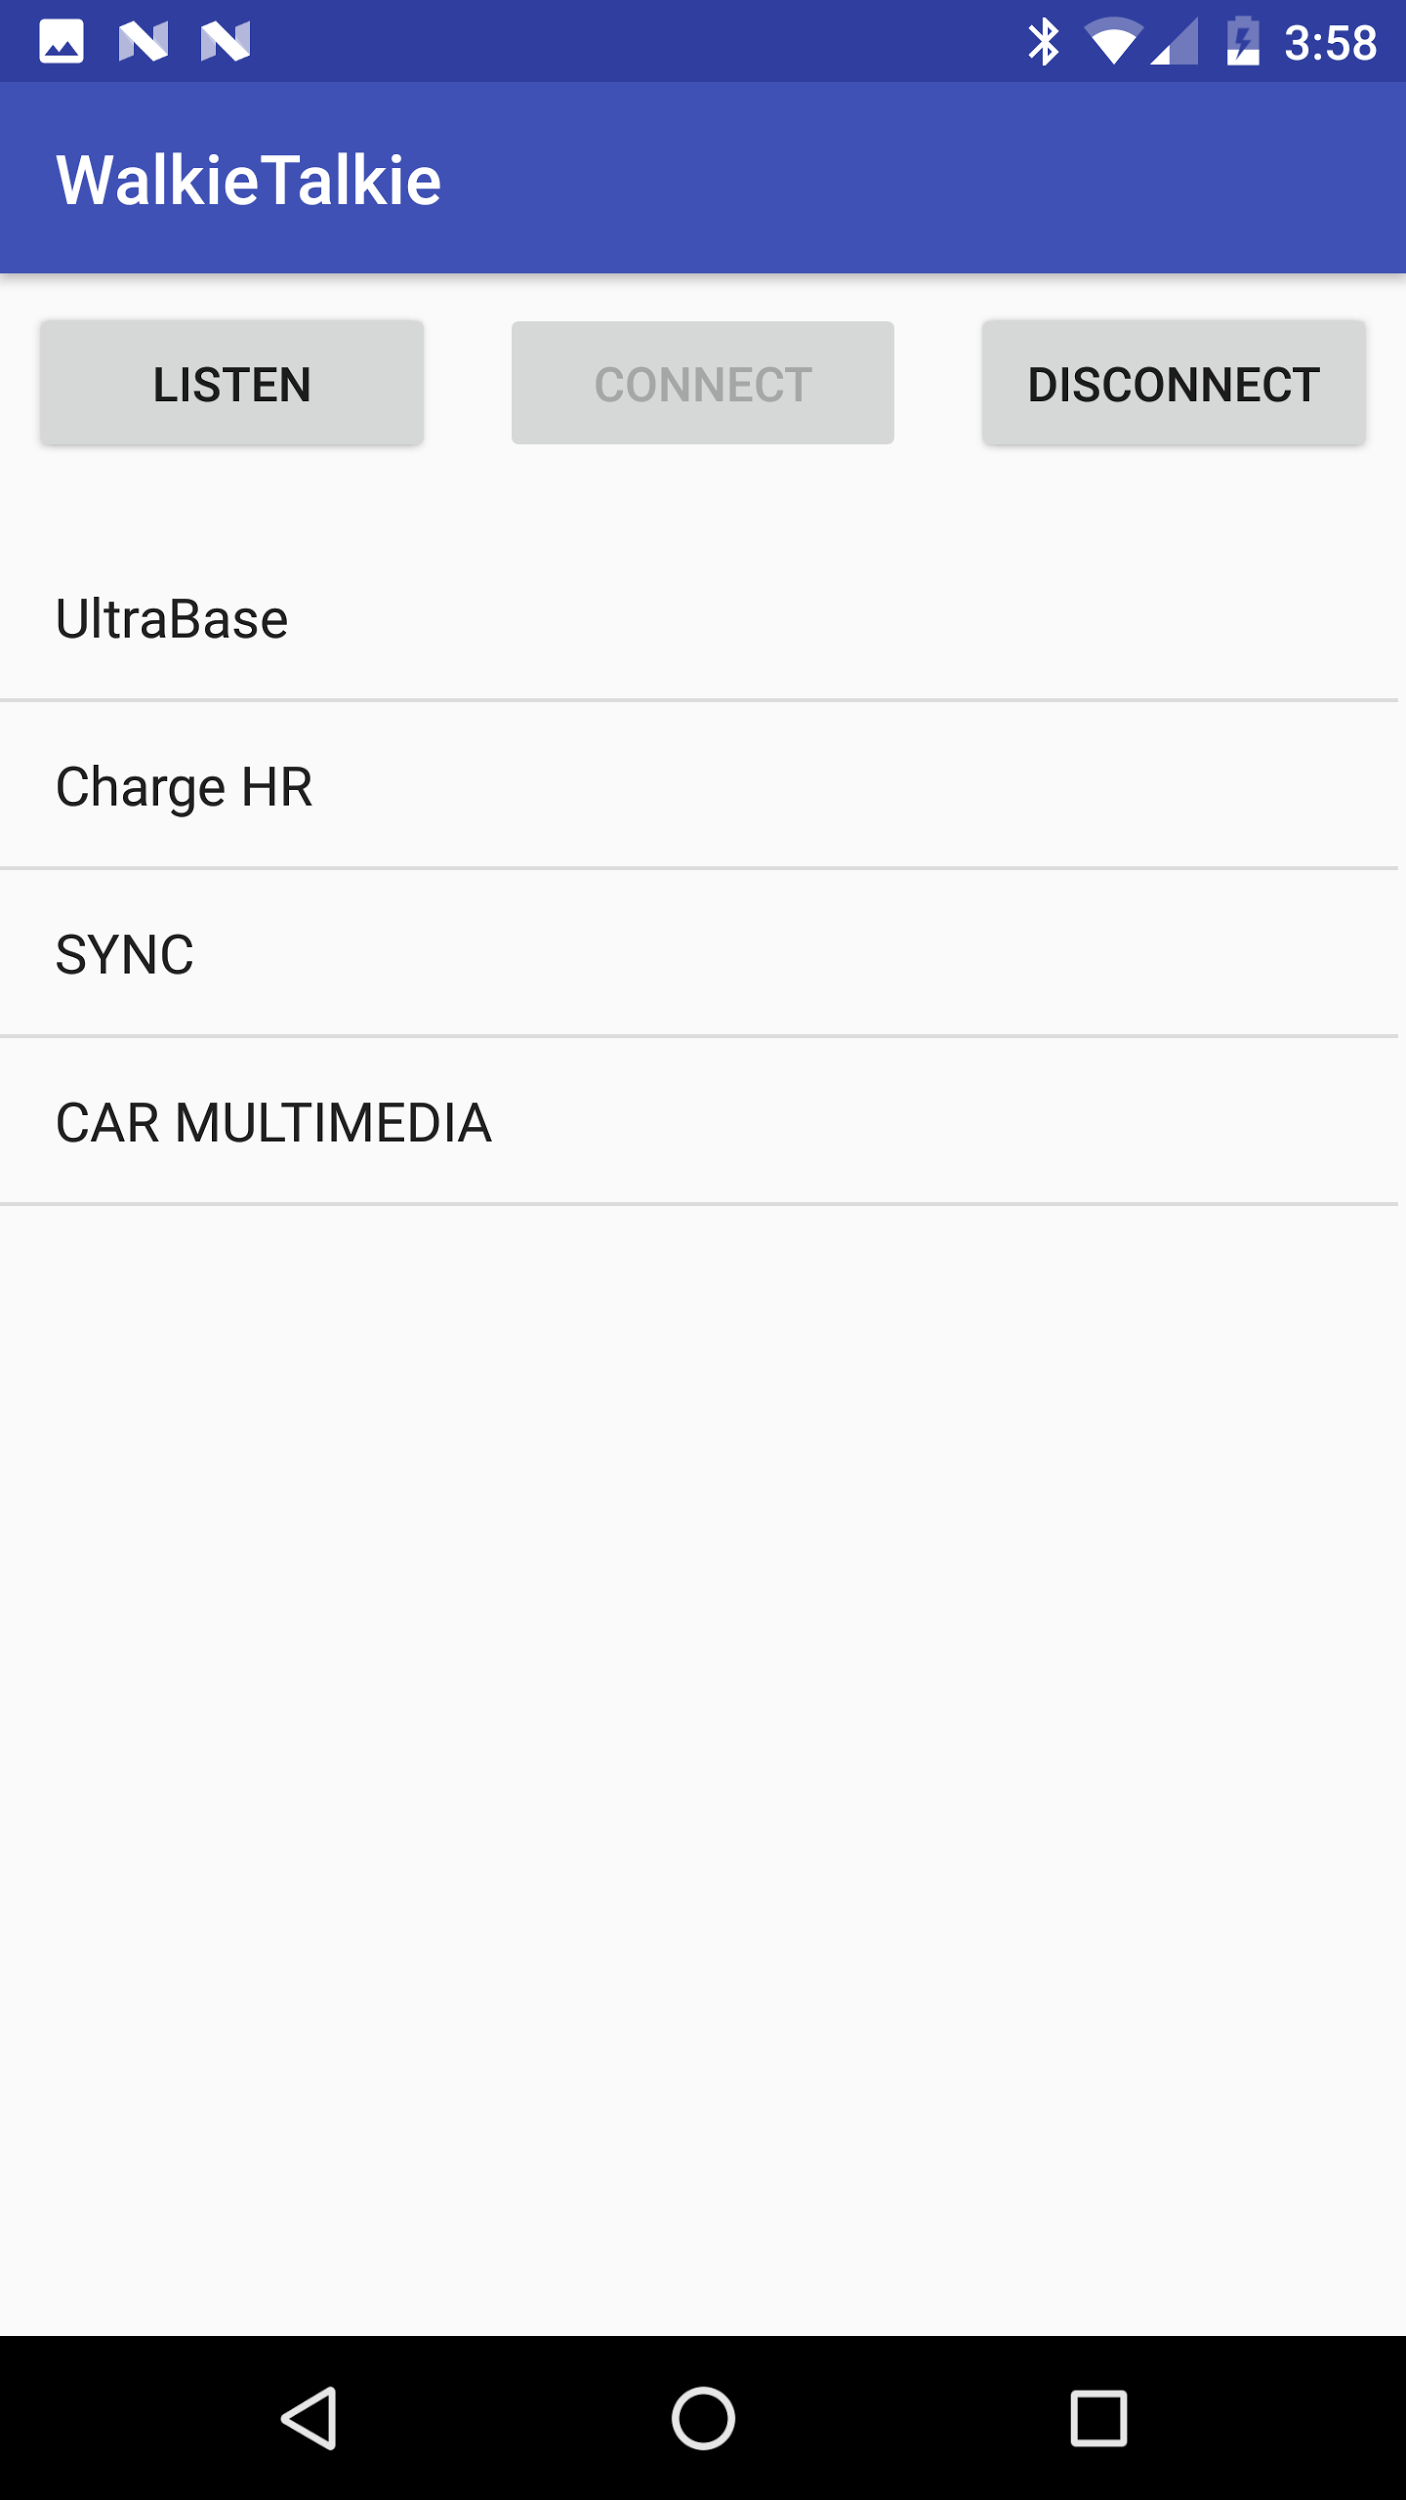 3:58
WalkieTalkie
LISTEN CONNECT DISCONNECT
UltraBase
Charge HR
SYNC
CAR MULTIMEDIA